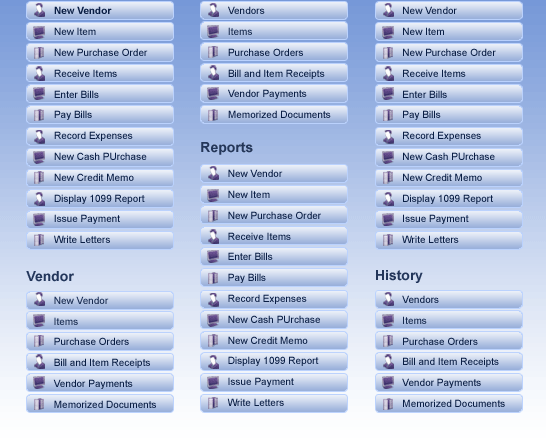 New Vendor
New Item
New Purchase Order
Receive Items
Enter Bills
Pay Bills
Record Expenses
New Cash PUrchase
New Credit Memo
Display 1099 Report
Issue Payment
Write Letters
Vendor
New Vendor
Items
Purchase Orders
Bill and Item Receipts
Vendor Payments
Memorized Documents
Vendors
Items
Purchase Orders
Bill and Item Receipts
Vendor Payments
Memorized Documents
Reports
New Vendor
New Item
New Purchase Order
Receive Items
Enter Bills
Pay Bills
Record Expenses
New Cash PUrchase
New Credit Memo
Display 1099 Report
Issue Payment
Write Letters
New Vendor
New Item
New Purchase Order
Receive Items
Enter Bills
Pay Bills
Record Expenses
New Cash PUrchase
New Credit Memo
Display 1099 Report
Issue Payment
Write Letters
History
Vendors
Items
Purchase Orders
Bill and Item Receipts
Vendor Payments
Memorized Documents